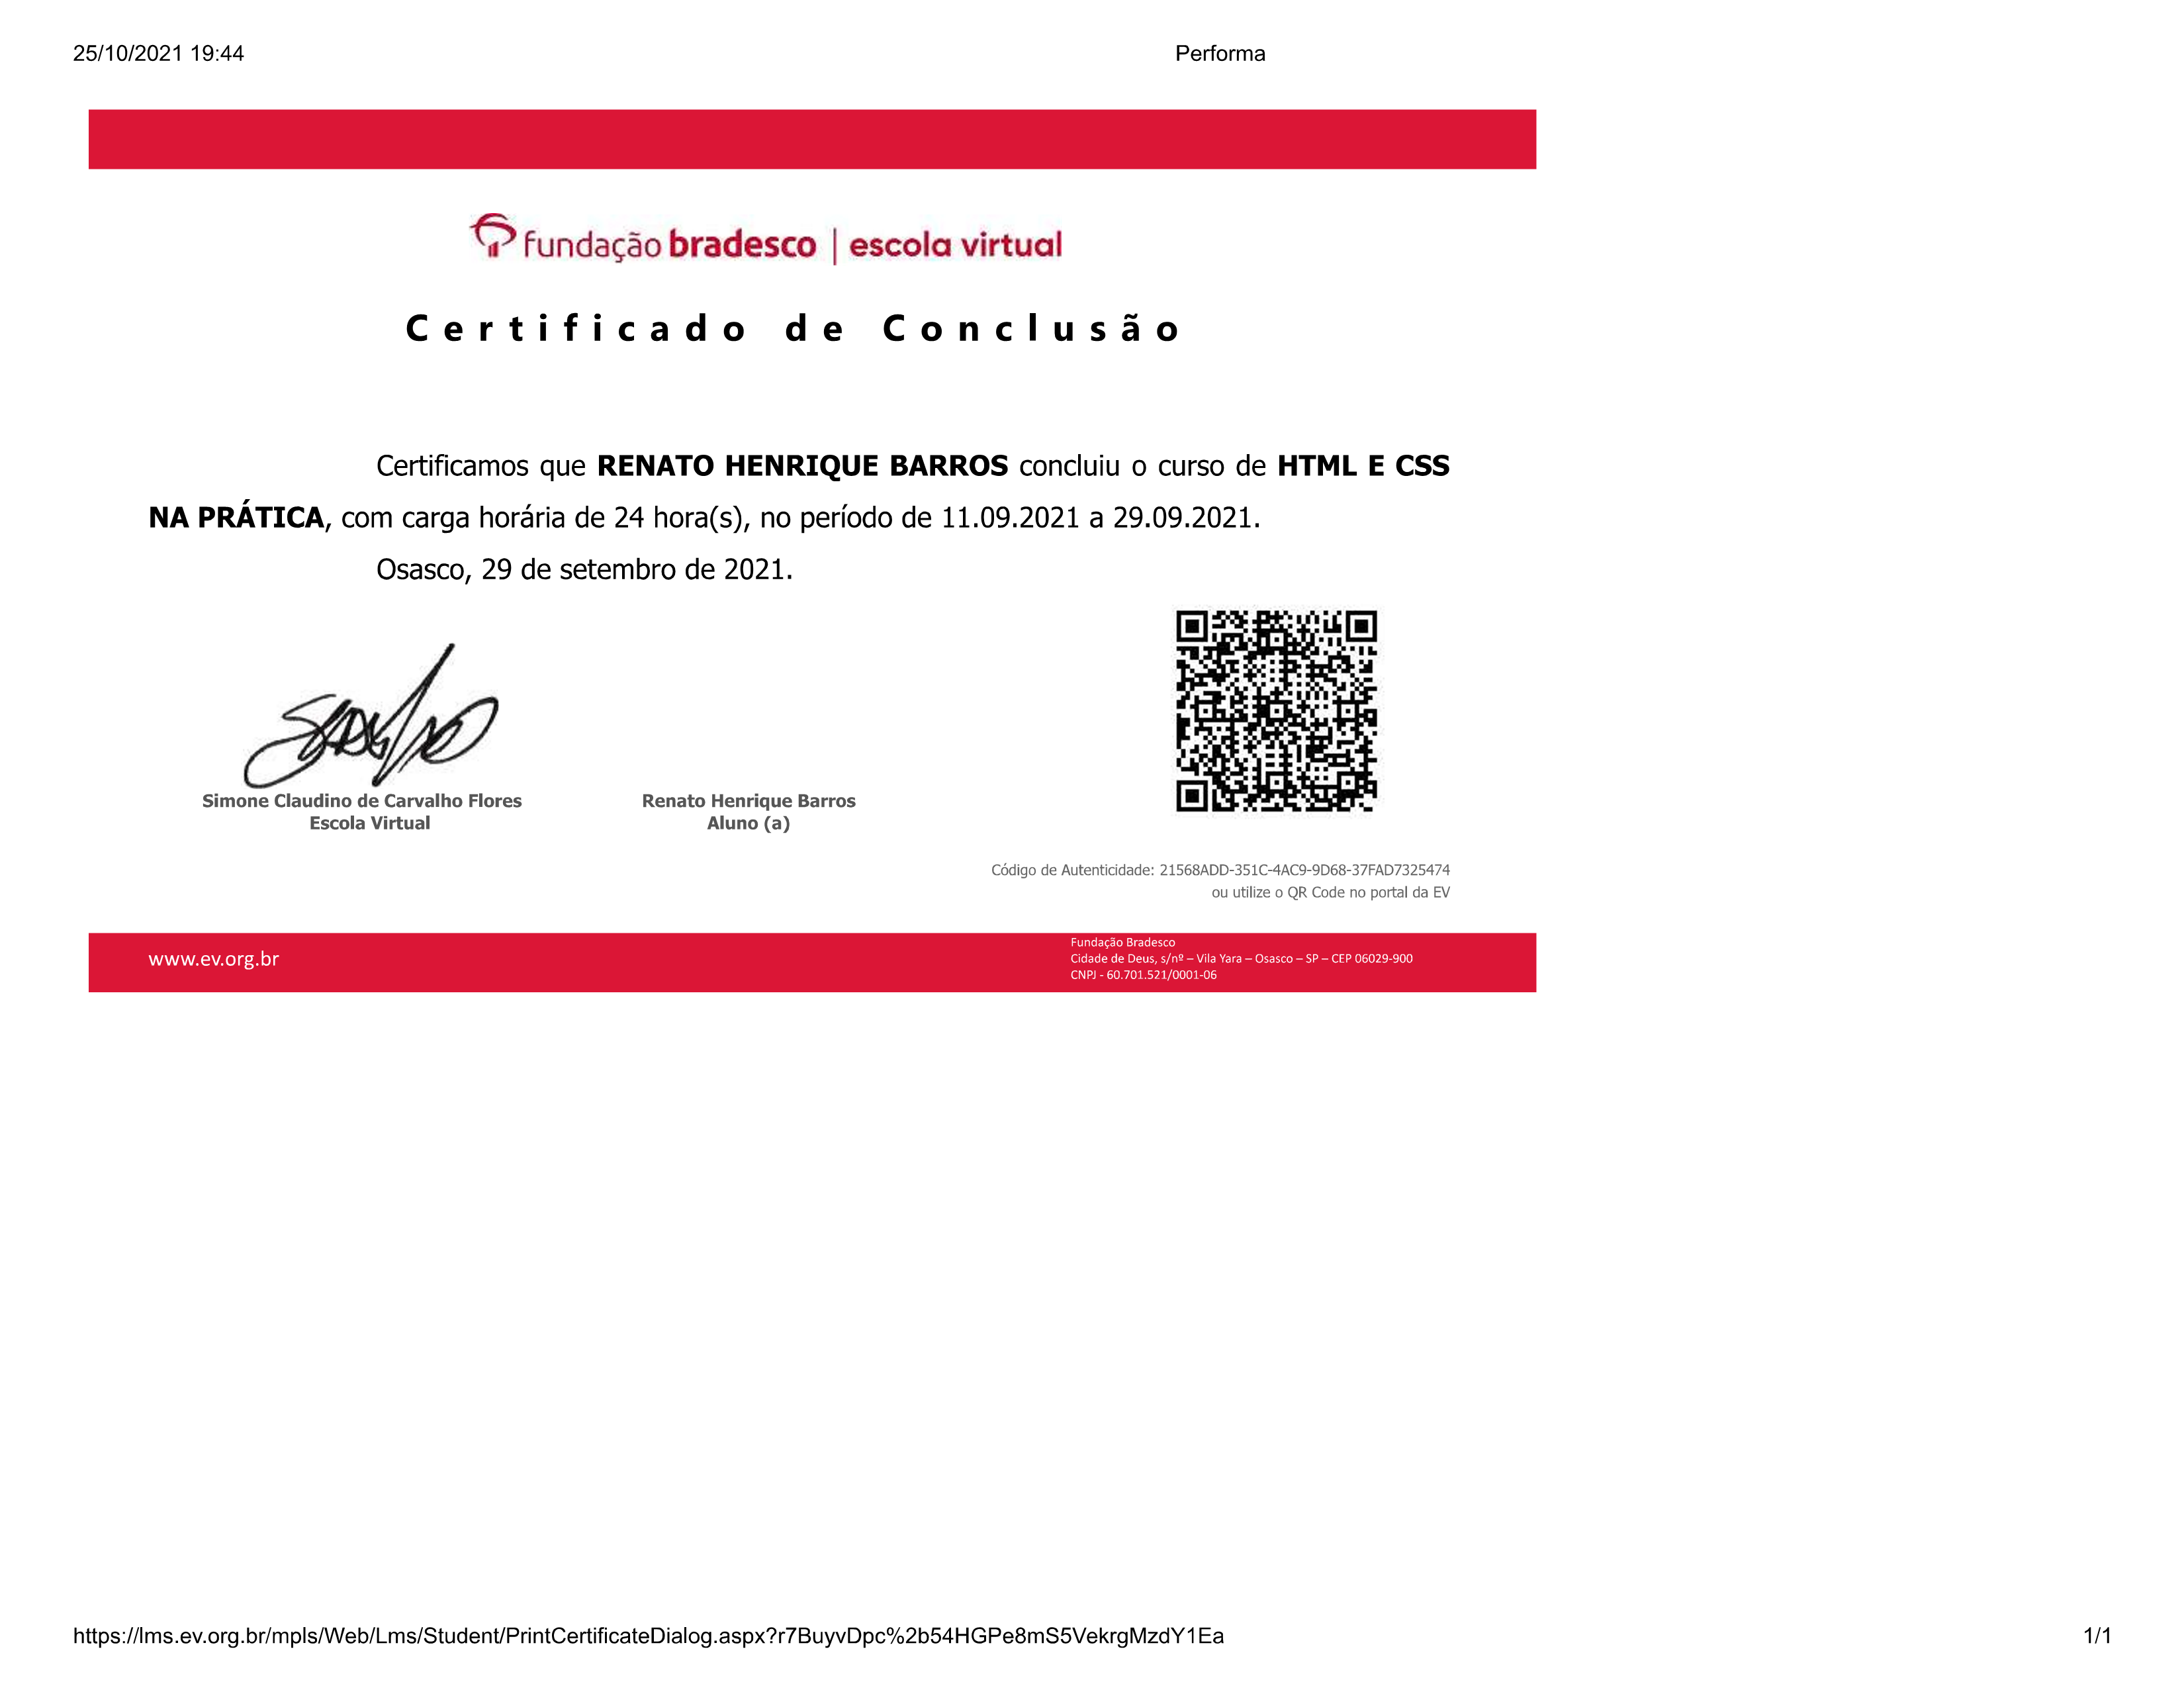 25/10/2021 19:44
Performa
fundação bradesco | escola virtual
Certificado de Conclusão
Certificamos que RENATO HENRIQUE BARROS concluiu o curso de HTML E CSS
NA PRÁTICA, com carga horária de 24 hora(s), no período de 11.09.2021 a 29.09.2021.
Osasco, 29 de setembro de 2021.
Simone Claudino de Carvalho Flores
Escola Virtual
Renato Henrique Barros
Aluno (a)
Código de Autenticidade: 21568ADD-351C-4AC9-9D68-37FAD7325474
ou utilize o QR Code no portal da EV
www.ev.org.br
Fundação Bradesco
Cidade de Deus, s/nº – Vila Yara – Osasco – SP – CEP 06029-900
CNPJ - 60.701.521/0001-06
https://lms.ev.org.br/mpls/Web/Lms/Student/PrintCertificateDialog.aspx?r7BuyvDpc%2b54HGPe8mS5VekrgMzdY1Ea
1/1